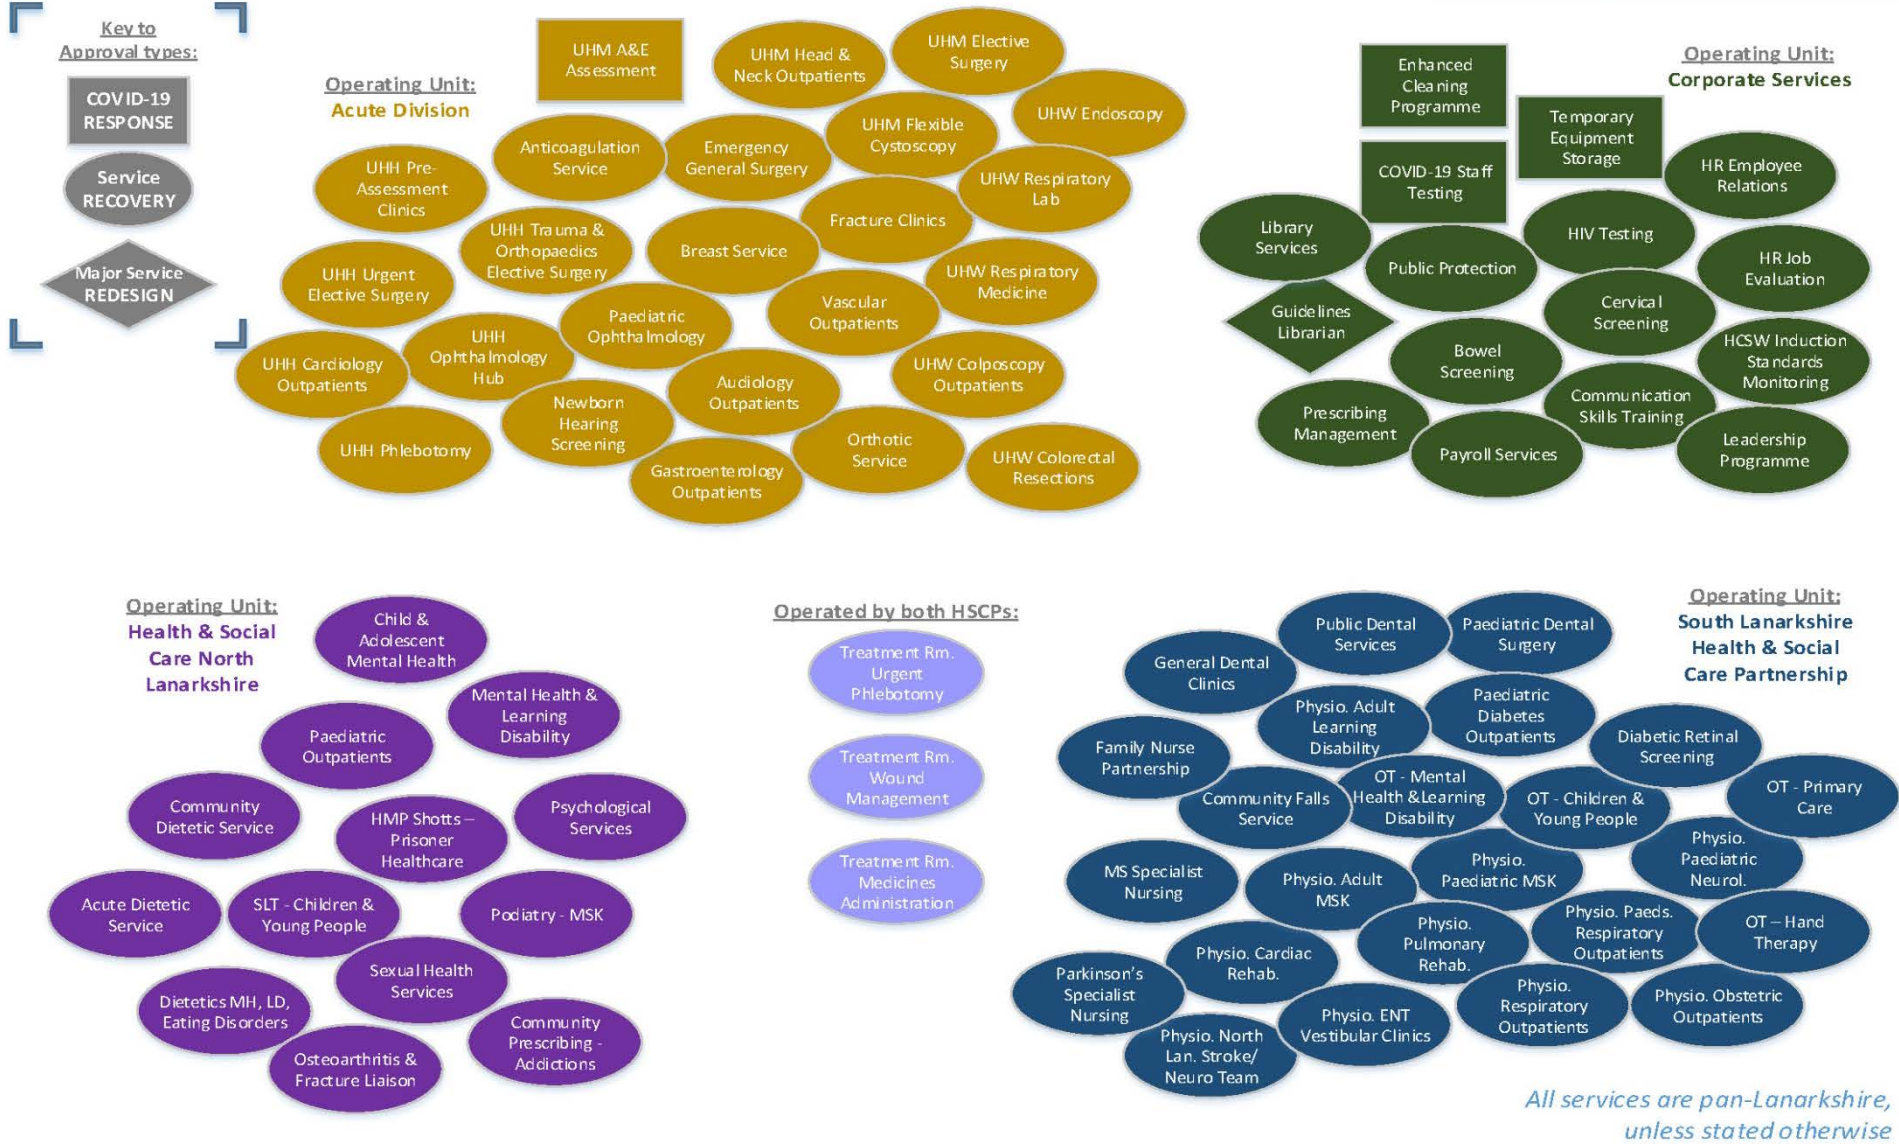 Key to
Approval types:
COVID-19
RESPONSE
Service
RECOVERY
Major Service
REDESIGN
Operating Unit:
Acute Division
UHM A&E
Assessment
UHM Head &
Neck Outpatients
UHM Elective
Surgery
UHW Endoscopy
Anticoagulation
Service
Emergency
General Surgery
UHM Flexible
Cystoscopy
UHH Pre-
Assessment
Clinics
UHW Respiratory
Lab
UHH Trauma &
Orthopaedics
Elective Surgery
Breast Service
Fracture Clinics
UHH Urgent
Elective Surgery
UHW Respiratory
Medicine
Paediatric
Ophthalmology
Vascular
Outpatients
UHH Cardiology
Outpatients
UHH
Ophthalmology
Hub
UHW Colposcopy
Outpatients
Audiology
Outpatients
Newborn
Hearing
Screening
UHH Phlebotomy
Orthotic
Service
Gastroenterology
Outpatients
UHW Colorectal
Resections
Operating Unit:
Corporate Services
Enhanced
Cleaning
Programme
Temporary
Equipment
Storage
COVID-19 Staff
Testing
HR Employee
Relations
Library
Services
HIV Testing
Public Protection
HR Job
Evaluation
Guidelines
Librarian
Cervical
Screening
Bowel
Screening
HCSW Induction
Standards
Monitoring
Prescribing
Management
Communication
Skills Training
Payroll Services
Leadership
Programme
Operating Unit:
Health & Social
Care North
Lanarkshire
Child &
Adolescent
Mental Health
Mental Health &
Learning
Disability
Paediatric
Outpatients
Community
Dietetic Service
HMP Shotts –
Prisoner
Healthcare
Psychological
Services
Acute Dietetic
Service
SLT - Children &
Young People
Podiatry - MSK
Sexual Health
Services
Dietetics MH, LD,
Eating Disorders
Community
Prescribing -
Addictions
Osteoarthritis &
Fracture Liaison
Operated by both HSCPs:
Treatment Rm.
Urgent
Phlebotomy
Treatment Rm.
Wound
Management
Treatment Rm.
Medicines
Administration
Operating Unit:
South Lanarkshire
Health & Social
Care Partnership
Public Dental
Services
Paediatric Dental
Surgery
General Dental
Clinics
Physio. Adult
Learning
Disability
Paediatric
Diabetes
Outpatients
Family Nurse
Partnership
Diabetic Retinal
Screening
Community Falls
Service
OT - Mental
Health &Learning
Disability
OT - Children &
Young People
OT - Primary
Care
MS Specialist
Nursing
Physio. Adult
MSK
Physio.
Paediatric MSK
Physio.
Paediatric
Neurol.
Physio. Cardiac
Rehab.
Physio.
Pulmonary
Rehab.
Physio. Paeds.
Respiratory
Outpatients
OT – Hand
Therapy
Parkinson's
Specialist
Nursing
Physio. North
Lan. Stroke/
Neuro Team
Physio. ENT
Vestibular Clinics
Physio.
Respiratory
Outpatients
Physio. Obstetric
Outpatients
All services are pan-Lanarkshire,
unless stated otherwise